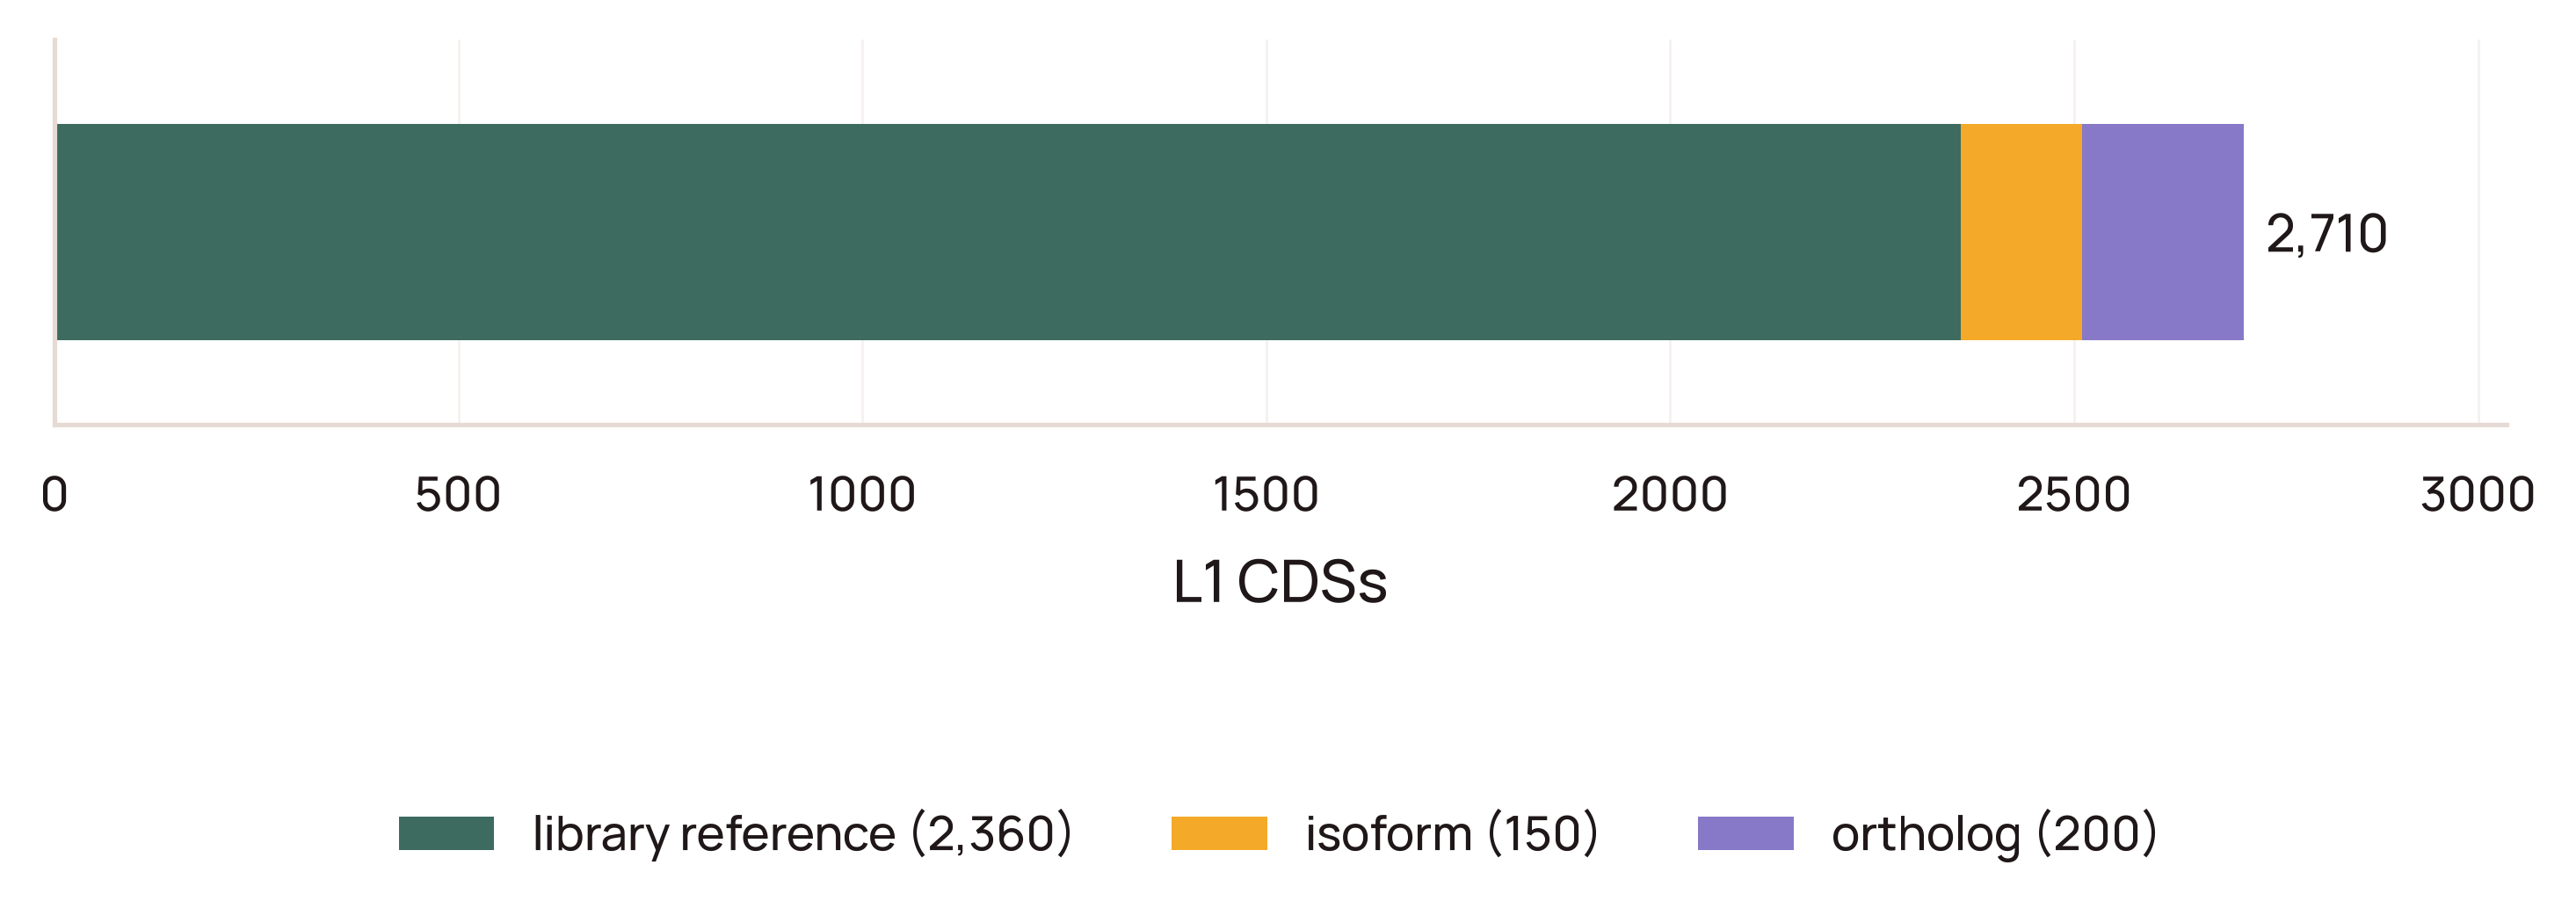 2,710
0 500 1000 1500 2000 2500 3000
L1 CDSs
library reference (2,360) isoform (150) ortholog (200)